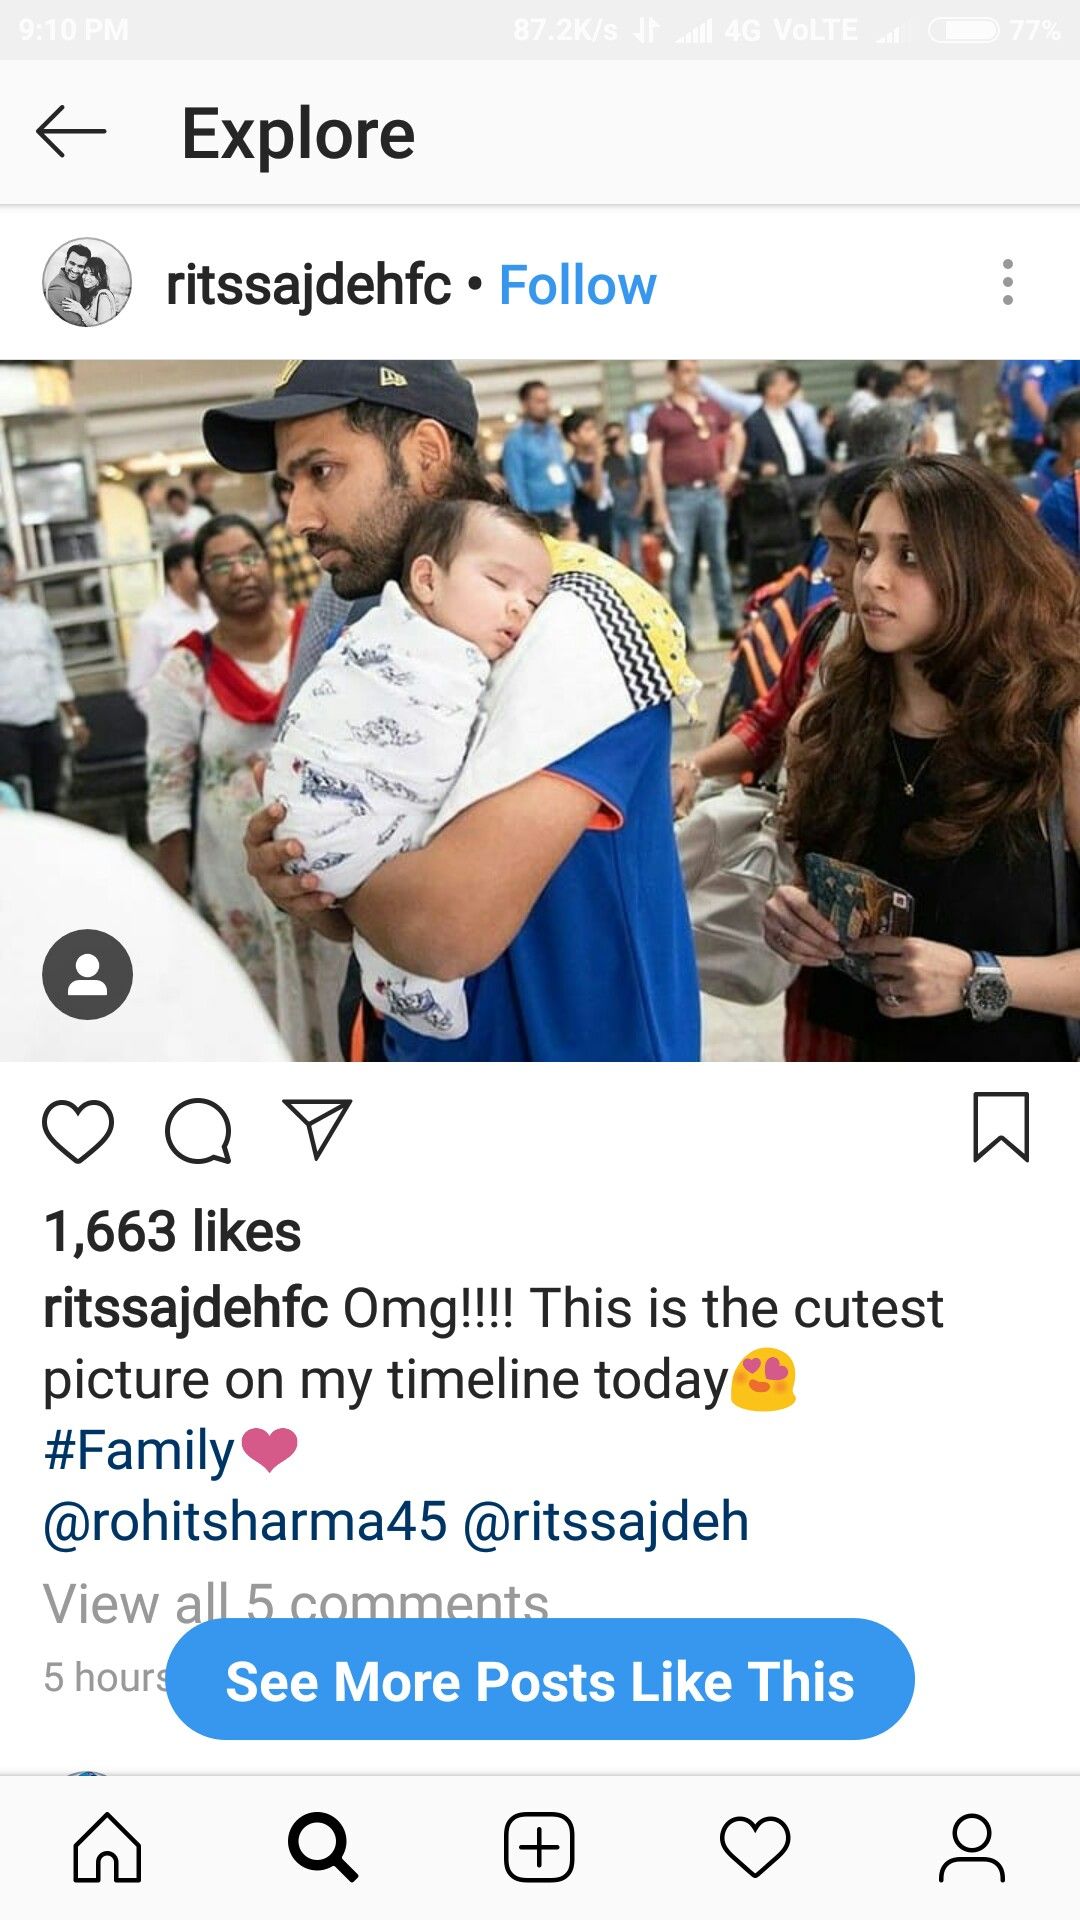 9:10 PM 87.2K/s 4G VoLTE 77%
Explore
ritssajdehfc • Follow
1,663 likes
ritssajdehfc Omg!!!! This is the cutest
picture on my timeline today😍
#Family❤
@rohitsharma45 @ritssajdeh
View all 5 comments
5 hours
See More Posts Like This